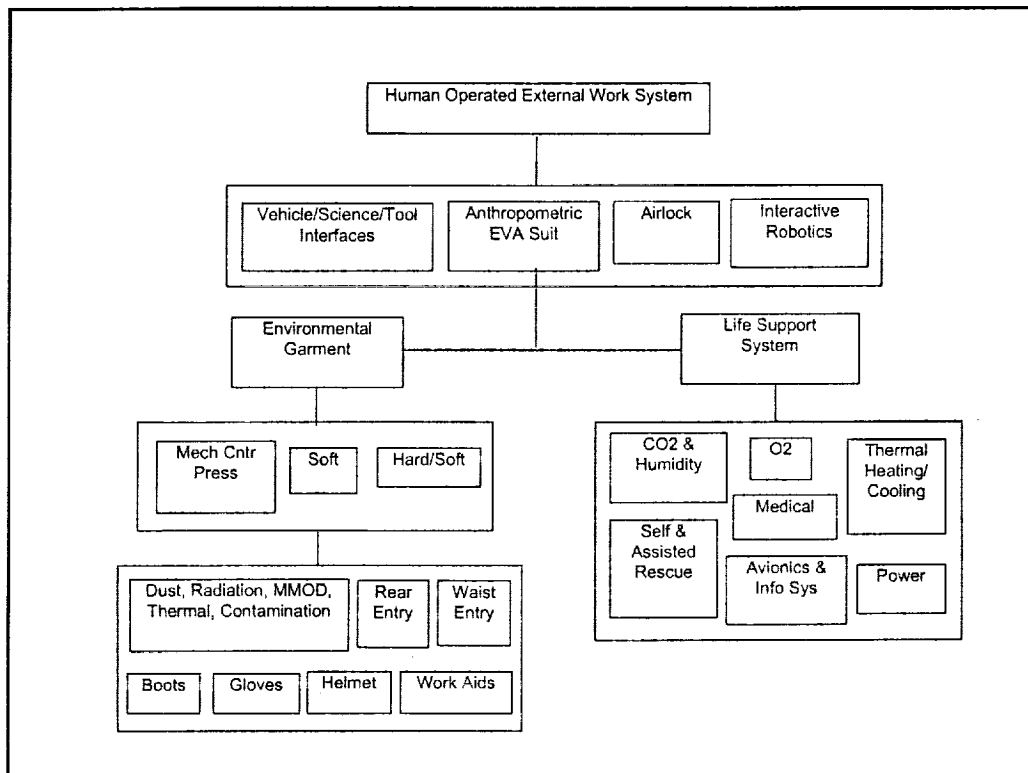 Human Operated External Work System
Vehicle/Science/Tool
Interfaces
Anthropometric
EVA Suit
Airlock
Interactive
Robotics
Environmental
Garment
Life Support
System
Mech Cntr
Press
Soft
Hard/Soft
CO2 &
Humidity
O2
Thermal
Heating/
Cooling
Medical
Self &
Assisted
Rescue
Avionics &
Info Sys
Power
Dust, Radiation, MMOD,
Thermal, Contamination
Rear
Entry
Waist
Entry
Boots
Gloves
Helmet
Work Aids